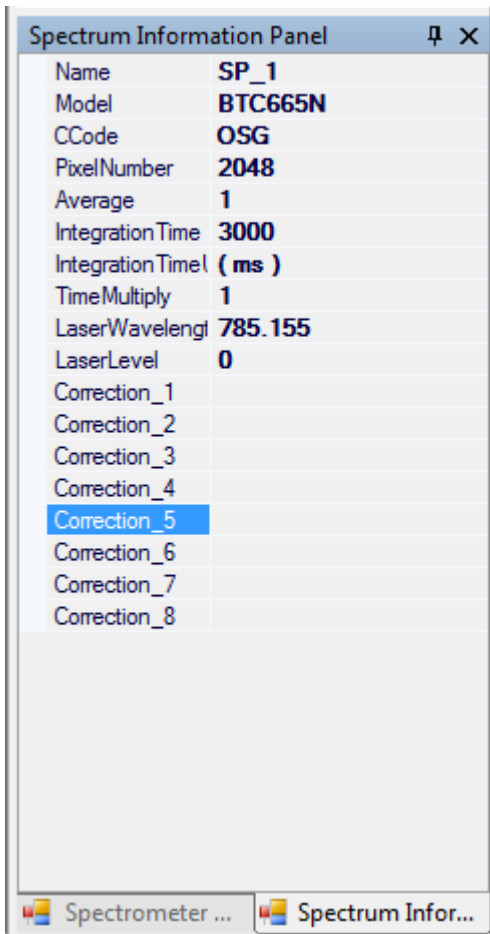 Spectrum Information Panel
Name SP_1
Model BTC665N
CCode OSG
PixelNumber 2048
Average 1
IntegrationTime 3000
IntegrationTimeU ( ms )
TimeMultiply 1
LaserWavelengt 785.155
LaserLevel 0
Correction_1
Correction_2
Correction_3
Correction_4
Correction_5
Correction_6
Correction_7
Correction_8
Spectrometer ... Spectrum Infor...